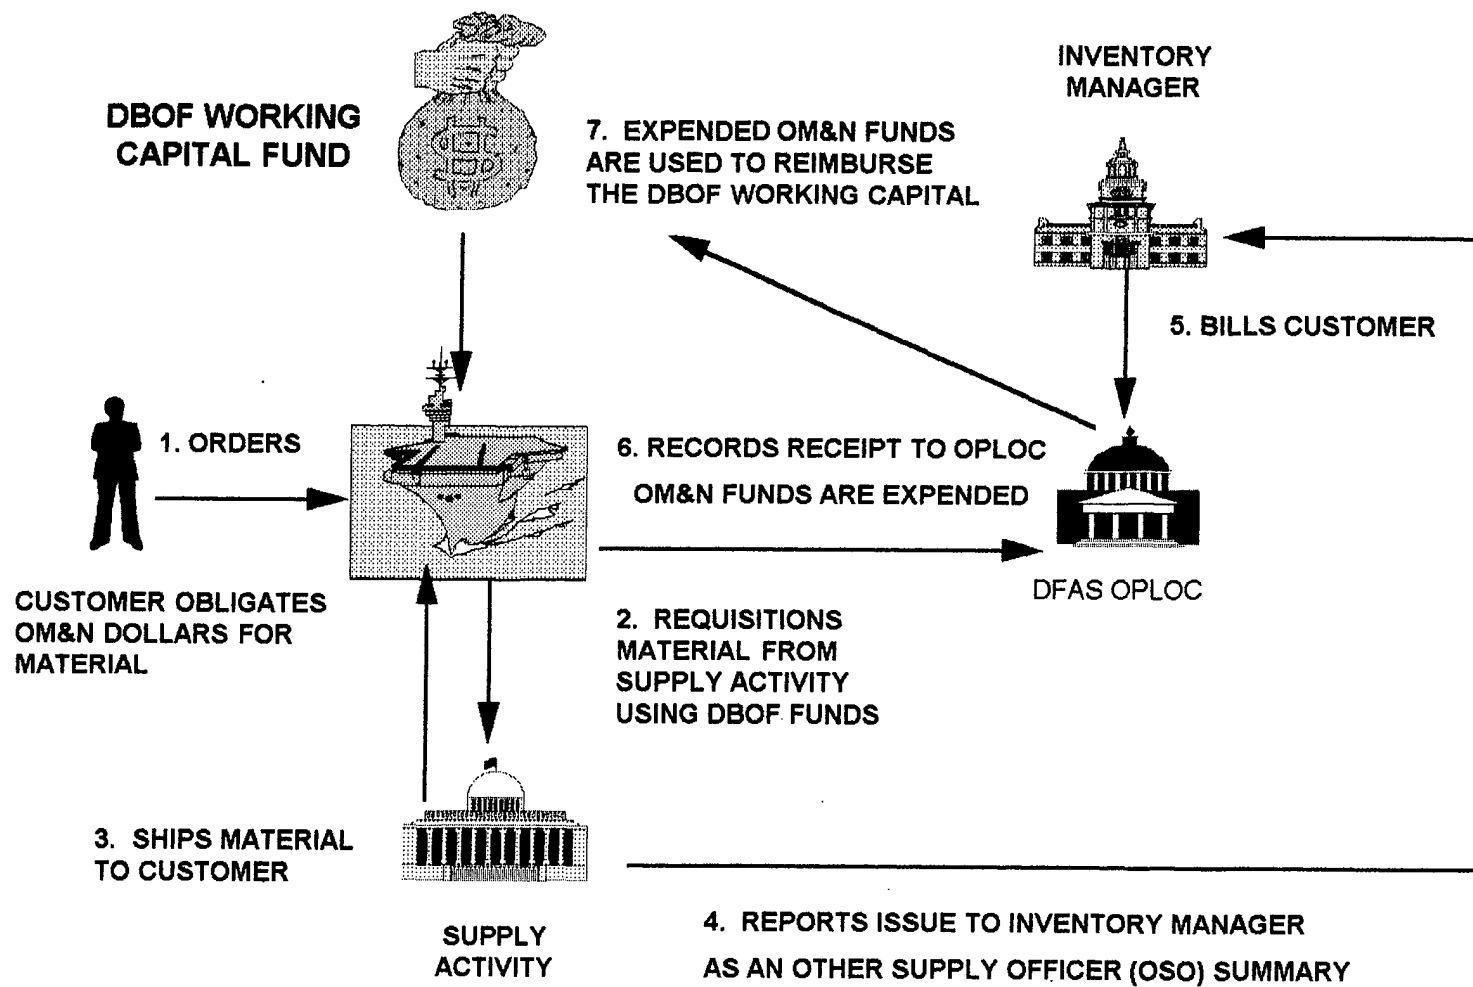 DBOF WORKING
CAPITAL FUND
7. EXPENDED OM&N FUNDS
ARE USED TO REIMBURSE
THE DBOF WORKING CAPITAL
INVENTORY
MANAGER
5. BILLS CUSTOMER
1. ORDERS
6. RECORDS RECEIPT TO OPLOC
OM&N FUNDS ARE EXPENDED
DFAS OPLOC
CUSTOMER OBLIGATES
OM&N DOLLARS FOR
MATERIAL
2. REQUISITIONS
MATERIAL FROM
SUPPLY ACTIVITY
USING DBOF FUNDS
3. SHIPS MATERIAL
TO CUSTOMER
SUPPLY
ACTIVITY
4. REPORTS ISSUE TO INVENTORY MANAGER
AS AN OTHER SUPPLY OFFICER (OSO) SUMMARY